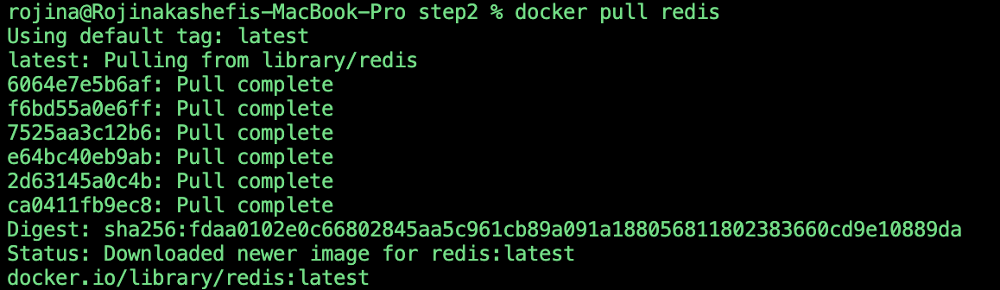 rojina@Rojinakashefis-MacBook-Pro step2 % docker pull redis
Using default tag: latest
latest: Pulling from library/redis
6064e7e5b6af: Pull complete
f6bd55a0e6ff: Pull complete
7525aa3c12b6: Pull complete
e64bc40eb9ab: Pull complete
2d63145a0c4b: Pull complete
ca0411fb9ec8: Pull complete
Digest: sha256:fdaa0102e0c66802845aa5c961cb89a091a188056811802383660cd9e10889da
Status: Downloaded newer image for redis:latest
docker.io/library/redis:latest